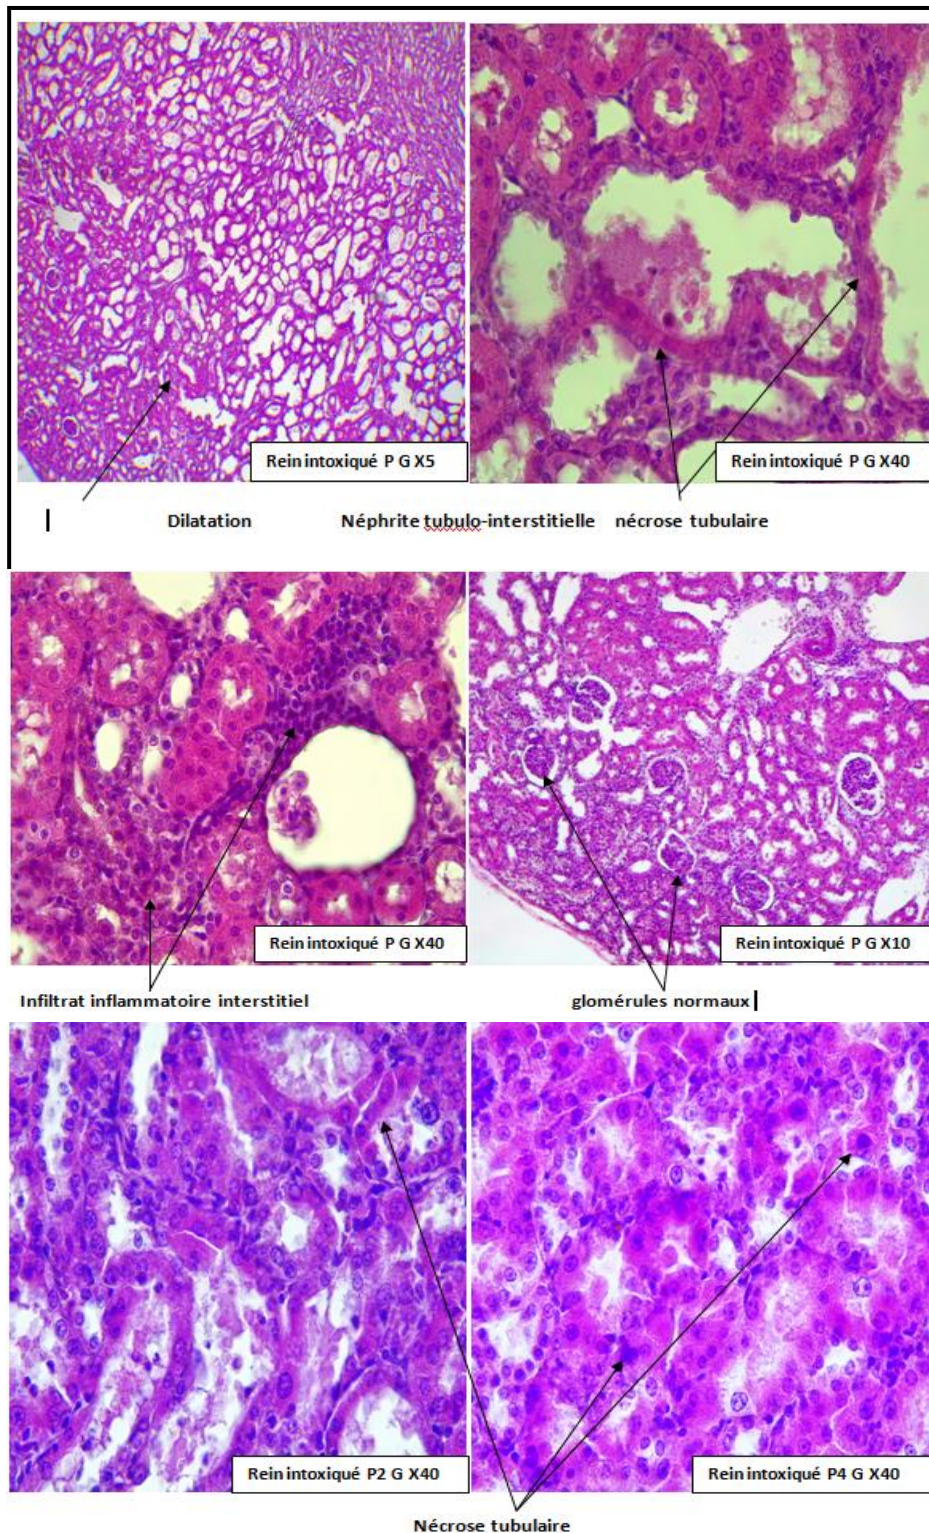 Rein intoxiqué P G X5
Rein intoxiqué P G X40
Dilatation Néphrite tubulo-interstitielle nécrose tubulaire
Rein intoxiqué P G X40
Rein intoxiqué P G X10
Infiltrat inflammatoire interstitiel glomérules normaux
Rein intoxiqué P2 G X40
Rein intoxiqué P4 G X40
Nécrose tubulaire